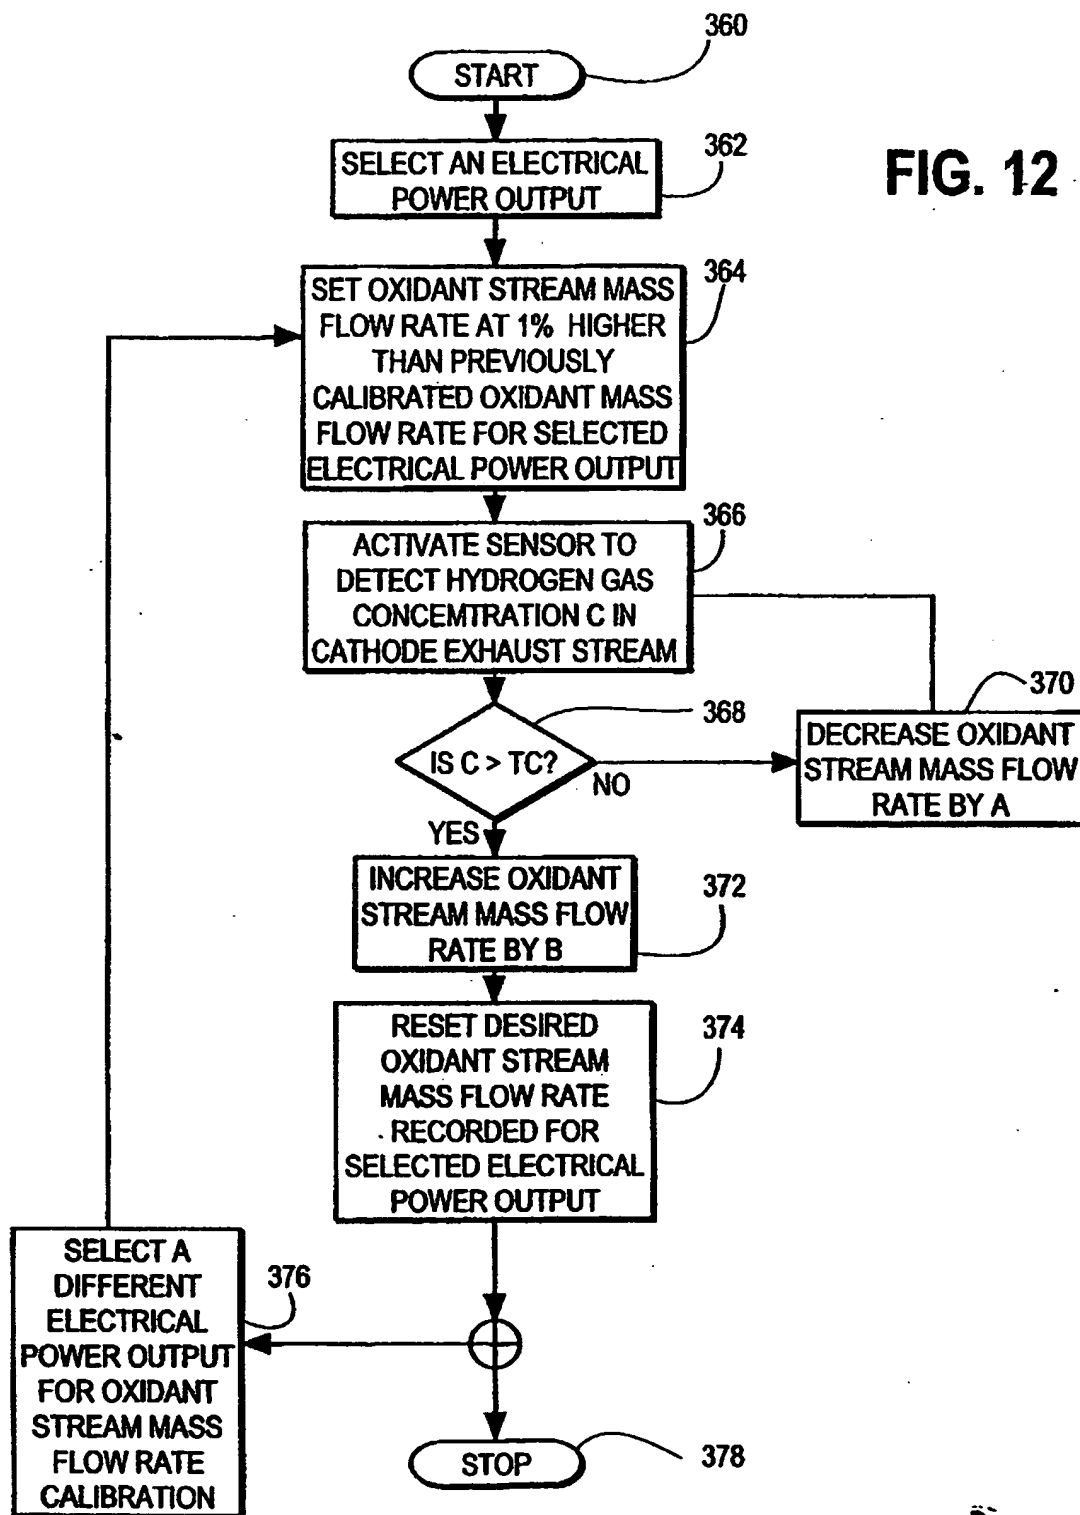 360
START
FIG. 12
362
SELECT AN ELECTRICAL
POWER OUTPUT
364
SET OXIDANT STREAM MASS
FLOW RATE AT 1% HIGHER
THAN PREVIOUSLY
CALIBRATED OXIDANT MASS
FLOW RATE FOR SELECTED
ELECTRICAL POWER OUTPUT
366
ACTIVATE SENSOR TO
DETECT HYDROGEN GAS
CONCEMTRATION C IN
CATHODE EXHAUST STREAM
368
IS C > TC?
NO
YES
370
DECREASE OXIDANT
STREAM MASS FLOW
RATE BY A
372
INCREASE OXIDANT
STREAM MASS FLOW
RATE BY B
374
RESET DESIRED
OXIDANT STREAM
MASS FLOW RATE
RECORDED FOR
SELECTED ELECTRICAL
POWER OUTPUT
376
SELECT A
DIFFERENT
ELECTRICAL
POWER OUTPUT
FOR OXIDANT
STREAM MASS
FLOW RATE
CALIBRATION
STOP
378